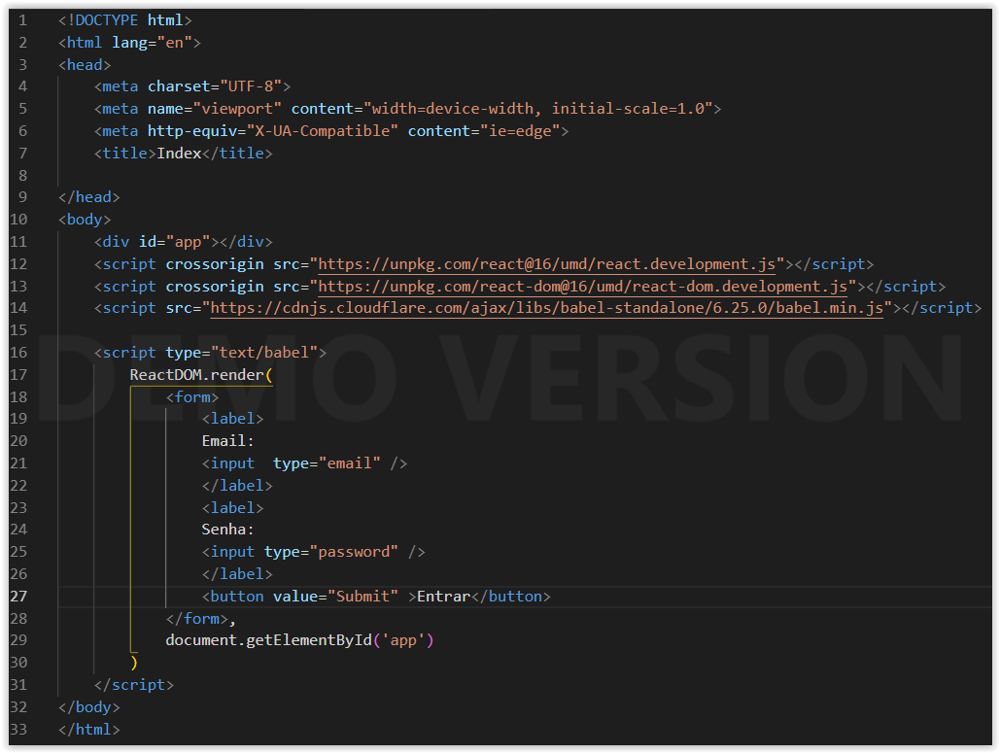 1 <!DOCTYPE html>
2 <html lang="en">
3 <head>
4     <meta charset="UTF-8">
5     <meta name="viewport" content="width=device-width, initial-scale=1.0">
6     <meta http-equiv="X-UA-Compatible" content="ie=edge">
7     <title>Index</title>
8
9 </head>
10 <body>
11     <div id="app"></div>
12     <script crossorigin src="https://unpkg.com/react@16/umd/react.development.js"></script>
13     <script crossorigin src="https://unpkg.com/react-dom@16/umd/react-dom.development.js"></script>
14     <script src="https://cdnjs.cloudflare.com/ajax/libs/babel-standalone/6.25.0/babel.min.js"></script>
15
16     <script type="text/babel">
17         ReactDOM.render(
DEMO VERSION
18             <form>
19                 <label>
20                 Email:
21                 <input  type="email" />
22                 </label>
23                 <label>
24                 Senha:
25                 <input type="password" />
26                 </label>
27                 <button value="Submit" >Entrar</button>
28             </form>,
29             document.getElementById('app')
30         )
31     </script>
32 </body>
33 </html>